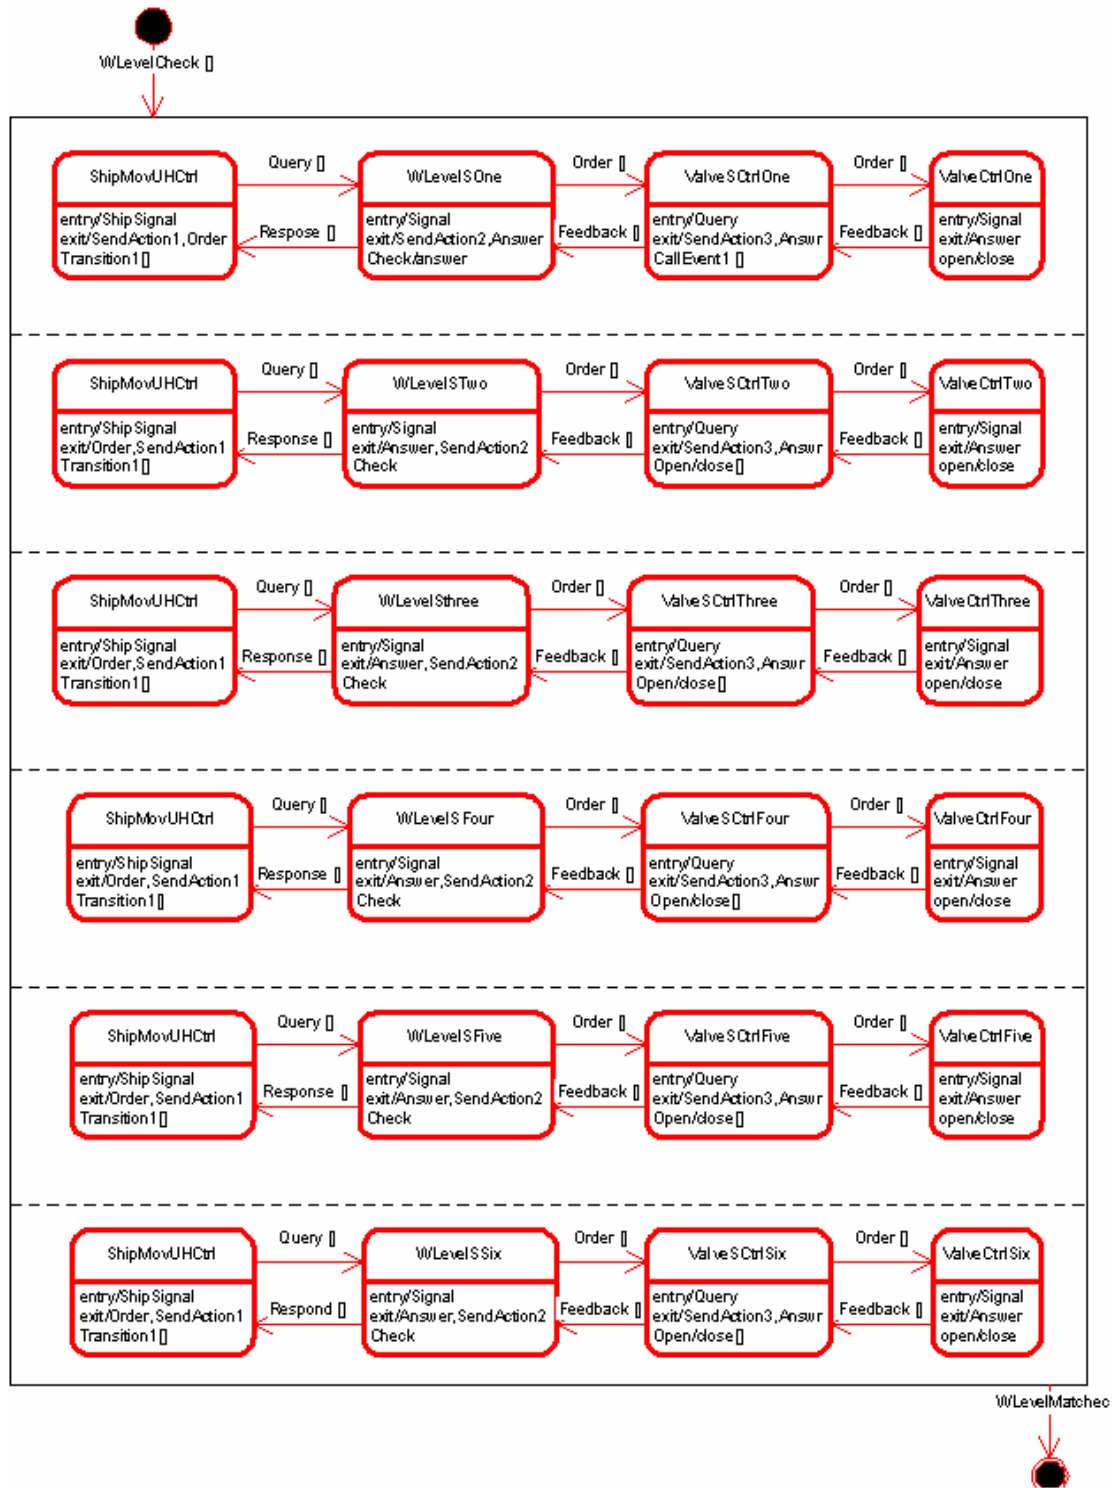 WLevelCheck []
Query []
Order []
Order []
ShipMovUHCtrl
WLevelSOne
ValveSCtrlOne
ValveCtrlOne
entry/ShipSignal
exit/SendAction1,Order
Transition1[]
Respose []
entry/Signal
exit/SendAction2,Answer
Check/answer
Feedback []
entry/Query
exit/SendAction3,Answr
CallEvent1 []
Feedback []
entry/Signal
exit/Answer
open/close
Query []
Order []
Order []
ShipMovUHCtrl
WLevelSTwo
ValveSCtrlTwo
ValveCtrlTwo
entry/ShipSignal
exit/Order,SendAction1
Transition1[]
Response []
entry/Signal
exit/Answer,SendAction2
Check
Feedback []
entry/Query
exit/SendAction3,Answr
Open/close[]
Feedback []
entry/Signal
exit/Answer
open/close
Query []
Order []
Order []
ShipMovUHCtrl
WLevelSthree
ValveSCtrlThree
ValveCtrlThree
entry/ShipSignal
exit/Order,SendAction1
Transition1[]
Response []
entry/Signal
exit/Answer,SendAction2
Check
Feedback []
entry/Query
exit/SendAction3,Answr
Open/close[]
Feedback []
entry/Signal
exit/Answer
open/close
Query []
Order []
Order []
ShipMovUHCtrl
WLevelSFour
ValveSCtrlFour
ValveCtrlFour
entry/ShipSignal
exit/Order,SendAction1
Transition1[]
Response []
entry/Signal
exit/Answer,SendAction2
Check
Feedback []
entry/Query
exit/SendAction3,Answr
Open/close[]
Feedback []
entry/Signal
exit/Answer
open/close
Query []
Order []
Order []
ShipMovUHCtrl
WLevelSFive
ValveSCtrlFive
ValveCtrlFive
entry/ShipSignal
exit/Order,SendAction1
Transition1[]
Response []
entry/Signal
exit/Answer,SendAction2
Check
Feedback []
entry/Query
exit/SendAction3,Answr
Open/close[]
Feedback []
entry/Signal
exit/Answer
open/close
Query []
Order []
Order []
ShipMovUHCtrl
WLevelSSix
ValveSCtrlSix
ValveCtrlSix
entry/ShipSignal
exit/Order,SendAction1
Transition1[]
Respond []
entry/Signal
exit/Answer,SendAction2
Check
Feedback []
entry/Query
exit/SendAction3,Answr
Open/close[]
Feedback []
entry/Signal
exit/Answer
open/close
WLevelMatchec